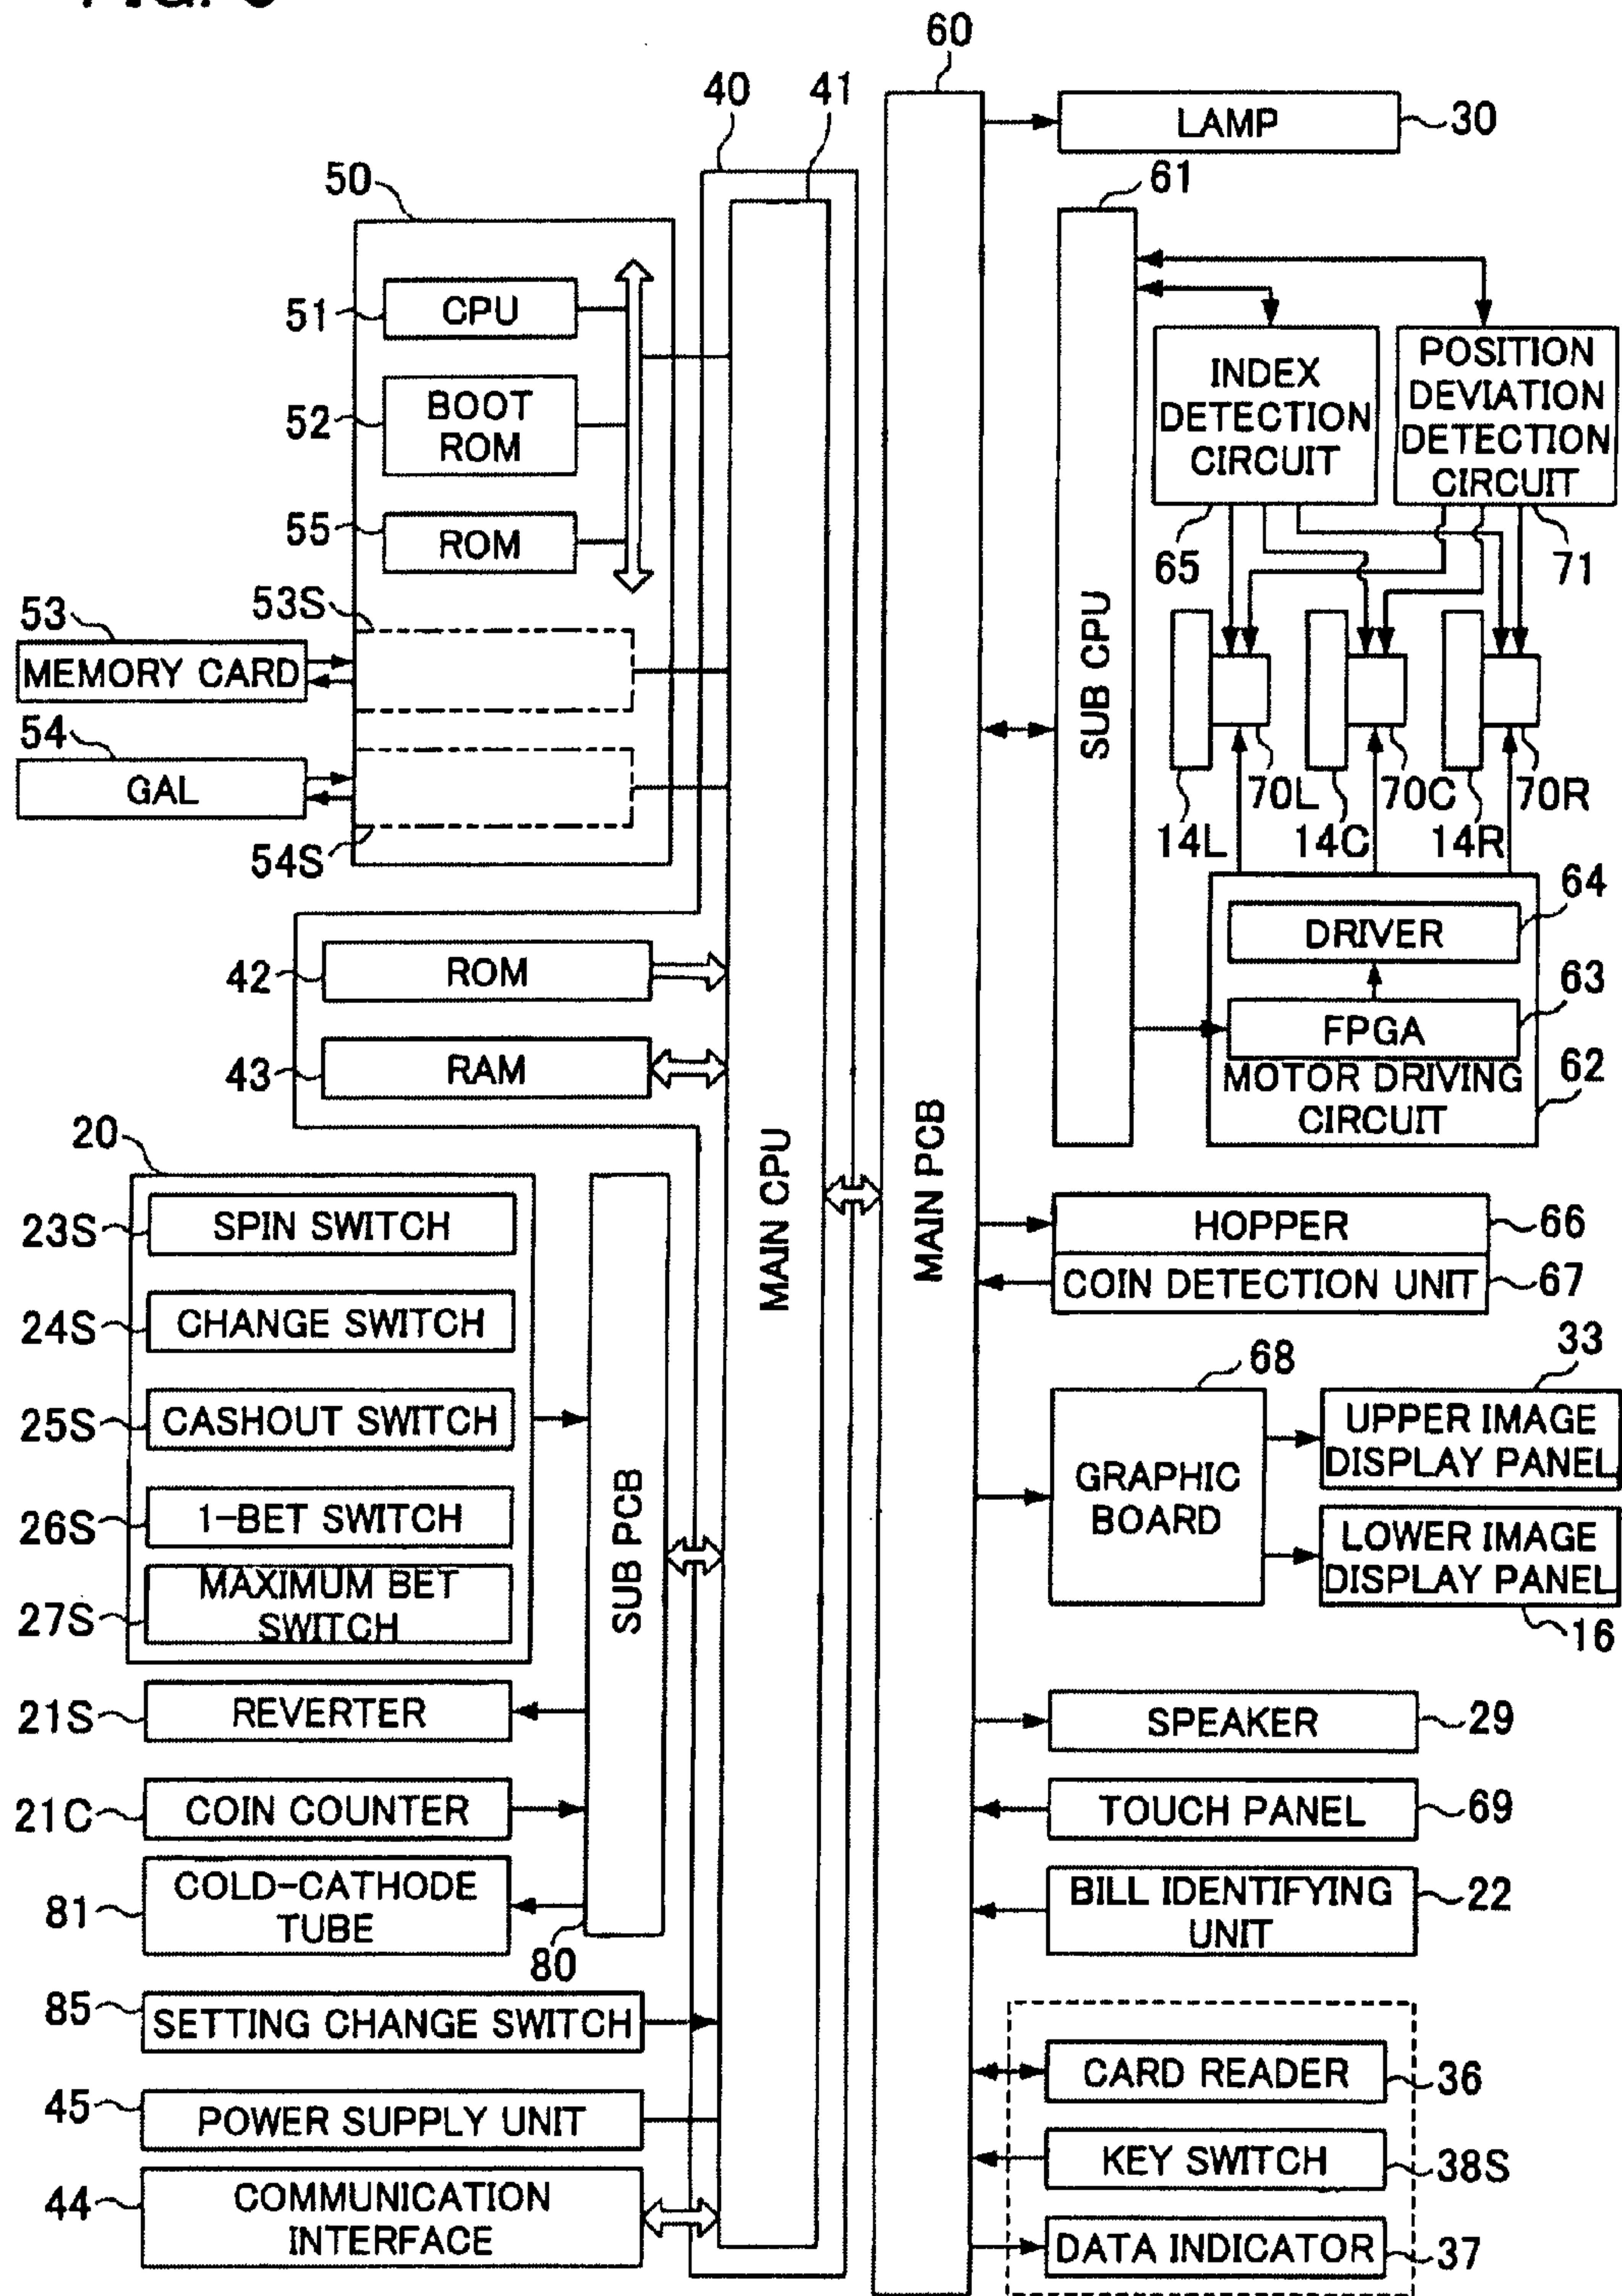 60
40
41
LAMP
30
50
61
51
CPU
52
BOOT
ROM
55
ROM
INDEX
DETECTION
CIRCUIT
POSITION
DEVIATION
DETECTION
CIRCUIT
65
71
53
53S
MEMORY CARD
54
GAL
54S
SUB CPU
70L
70C
70R
14L
14C
14R
64
DRIVER
63
FPGA
62
MOTOR DRIVING
CIRCUIT
42
ROM
43
RAM
MAIN CPU
MAIN PCB
20
23S
SPIN SWITCH
24S
CHANGE SWITCH
25S
CASHOUT SWITCH
26S
1-BET SWITCH
27S
MAXIMUM BET
SWITCH
SUB PCB
HOPPER
66
COIN DETECTION UNIT
67
68
33
GRAPHIC
BOARD
UPPER IMAGE
DISPLAY PANEL
LOWER IMAGE
DISPLAY PANEL
16
21S
REVERTER
21C
COIN COUNTER
81
COLD-CATHODE
TUBE
80
SPEAKER
29
TOUCH PANEL
69
BILL IDENTIFYING
UNIT
22
85
SETTING CHANGE SWITCH
45
POWER SUPPLY UNIT
44
COMMUNICATION
INTERFACE
CARD READER
36
KEY SWITCH
38S
DATA INDICATOR
37